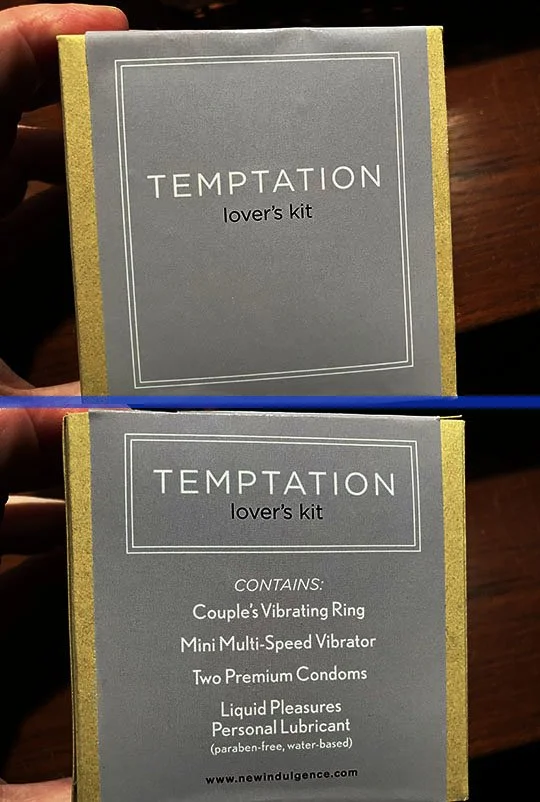 TEMPTATION
lover's kit
TEMPTATION
lover's kit
CONTAINS:
Couple's Vibrating Ring
Mini Multi-Speed Vibrator
Two Premium Condoms
Liquid Pleasures
Personal Lubricant
(paraben-free, water-based)
www.newindulgence.com